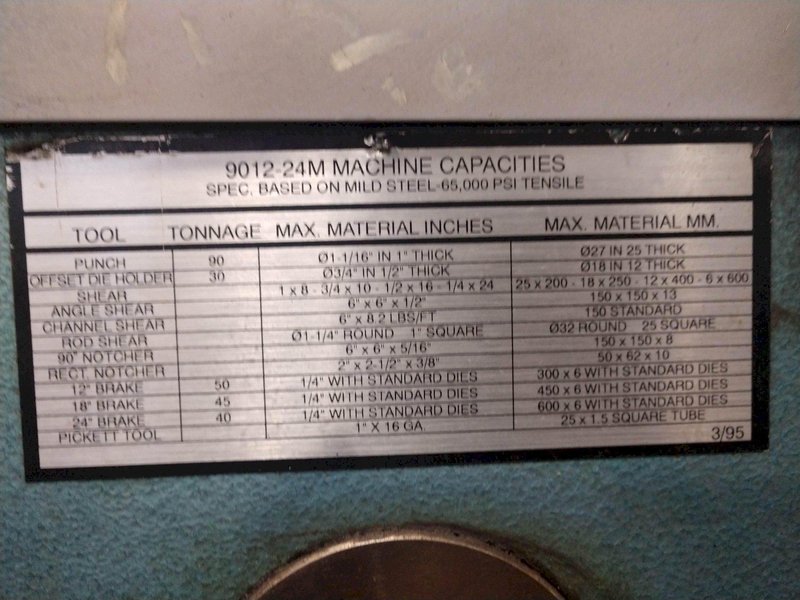 9012-24M MACHINE CAPACITIES
SPEC. BASED ON MILD STEEL-65,000 PSI TENSILE
TOOL TONNAGE MAX. MATERIAL INCHES MAX. MATERIAL MM.
PUNCH 90 Ø1-1/16" IN 1" THICK Ø27 IN 25 THICK
OFFSET DIE HOLDER 30 Ø3/4" IN 1/2" THICK Ø18 IN 12 THICK
SHEAR 1 x 8 - 3/4 x 10 - 1/2 x 16 - 1/4 x 24 25 x 200 - 18 x 250 - 12 x 400 - 6 x 600
ANGLE SHEAR 6" x 6" x 1/2" 150 x 150 x 13
CHANNEL SHEAR 6" x 8.2 LBS/FT 150 STANDARD
ROD SHEAR Ø1-1/4" ROUND 1" SQUARE Ø32 ROUND 25 SQUARE
90° NOTCHER 6" x 6" x 5/16" 150 x 150 x 8
RECT. NOTCHER 2" x 2-1/2" x 3/8" 50 x 62 x 10
12" BRAKE 50 1/4" WITH STANDARD DIES 300 x 6 WITH STANDARD DIES
18" BRAKE 45 1/4" WITH STANDARD DIES 450 x 6 WITH STANDARD DIES
24" BRAKE 40 1/4" WITH STANDARD DIES 600 x 6 WITH STANDARD DIES
PICKETT TOOL 1" X 16 GA. 25 x 1.5 SQUARE TUBE
3/95